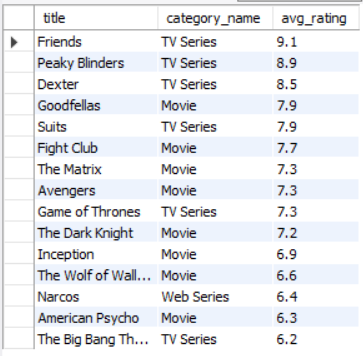 title category_name avg_rating
Friends TV Series 9.1
Peaky Blinders TV Series 8.9
Dexter TV Series 8.5
Goodfellas Movie 7.9
Suits TV Series 7.9
Fight Club Movie 7.7
The Matrix Movie 7.3
Avengers Movie 7.3
Game of Thrones TV Series 7.3
The Dark Knight Movie 7.2
Inception Movie 6.9
The Wolf of Wall... Movie 6.6
Narcos Web Series 6.4
American Psycho Movie 6.3
The Big Bang Th... TV Series 6.2